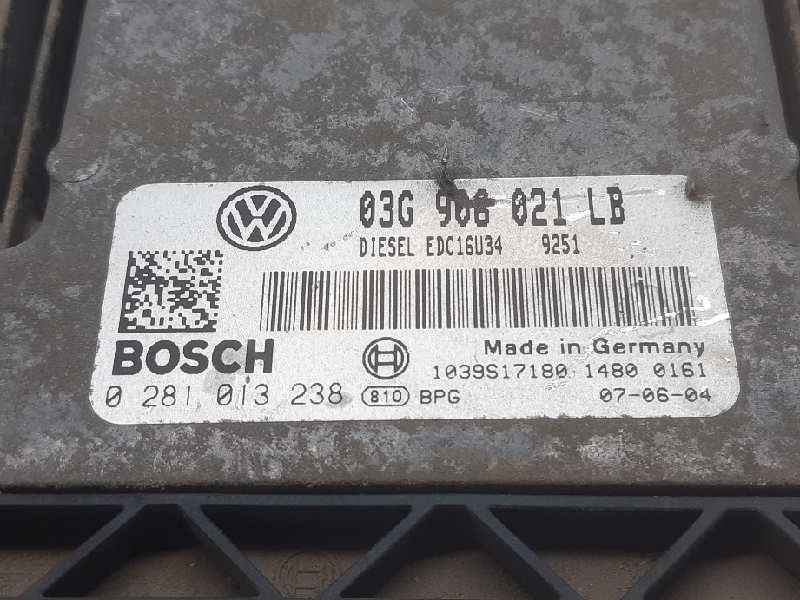 03G 906 021 LB
DIESEL EDC16U34 9251
BOSCH
Made in Germany
1039S17180 1480 0161
0 281 013 238 810 BPG 07-06-04